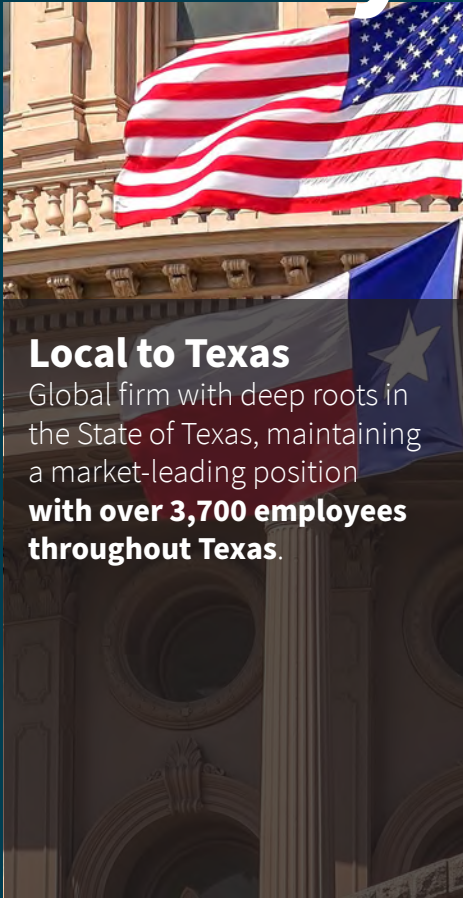 Local to Texas
Global firm with deep roots in
the State of Texas, maintaining
a market-leading position
with over 3,700 employees
throughout Texas.